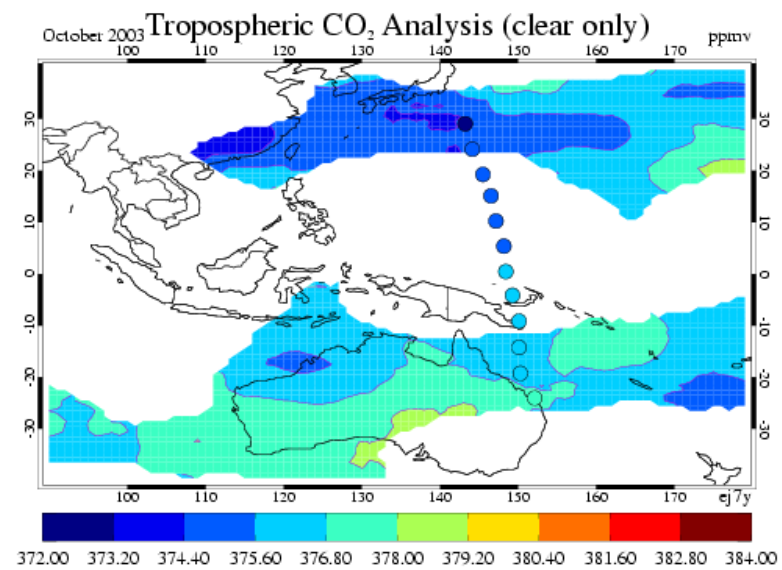 Tropospheric CO₂ Analysis (clear only)
October 2003
ppmv
100 110 120 130 140 150 160 170
30 30
20 20
10 10
0 0
-10 -10
-20 -20
-30 -30
100 110 120 130 140 150 160 170
ej7y
372.00 373.20 374.40 375.60 376.80 378.00 379.20 380.40 381.60 382.80 384.00